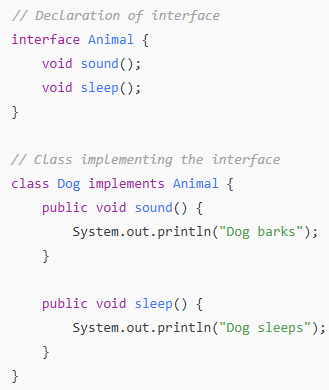 // Declaration of interface
interface Animal {
    void sound();
    void sleep();
}
// Class implementing the interface
class Dog implements Animal {
    public void sound() {
        System.out.println("Dog barks");
    }
    public void sleep() {
        System.out.println("Dog sleeps");
    }
}